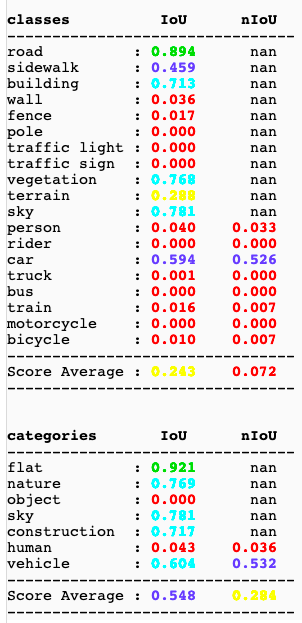 classes IoU nIoU
--------------------------------
road : 0.894 nan
sidewalk : 0.459 nan
building : 0.713 nan
wall : 0.036 nan
fence : 0.017 nan
pole : 0.000 nan
traffic light : 0.000 nan
traffic sign : 0.000 nan
vegetation : 0.768 nan
terrain : 0.288 nan
sky : 0.781 nan
person : 0.040 0.033
rider : 0.000 0.000
car : 0.594 0.526
truck : 0.001 0.000
bus : 0.000 0.000
train : 0.016 0.007
motorcycle : 0.000 0.000
bicycle : 0.010 0.007
--------------------------------
Score Average : 0.243 0.072
--------------------------------
categories IoU nIoU
--------------------------------
flat : 0.921 nan
nature : 0.769 nan
object : 0.000 nan
sky : 0.781 nan
construction : 0.717 nan
human : 0.043 0.036
vehicle : 0.604 0.532
--------------------------------
Score Average : 0.548 0.284
--------------------------------